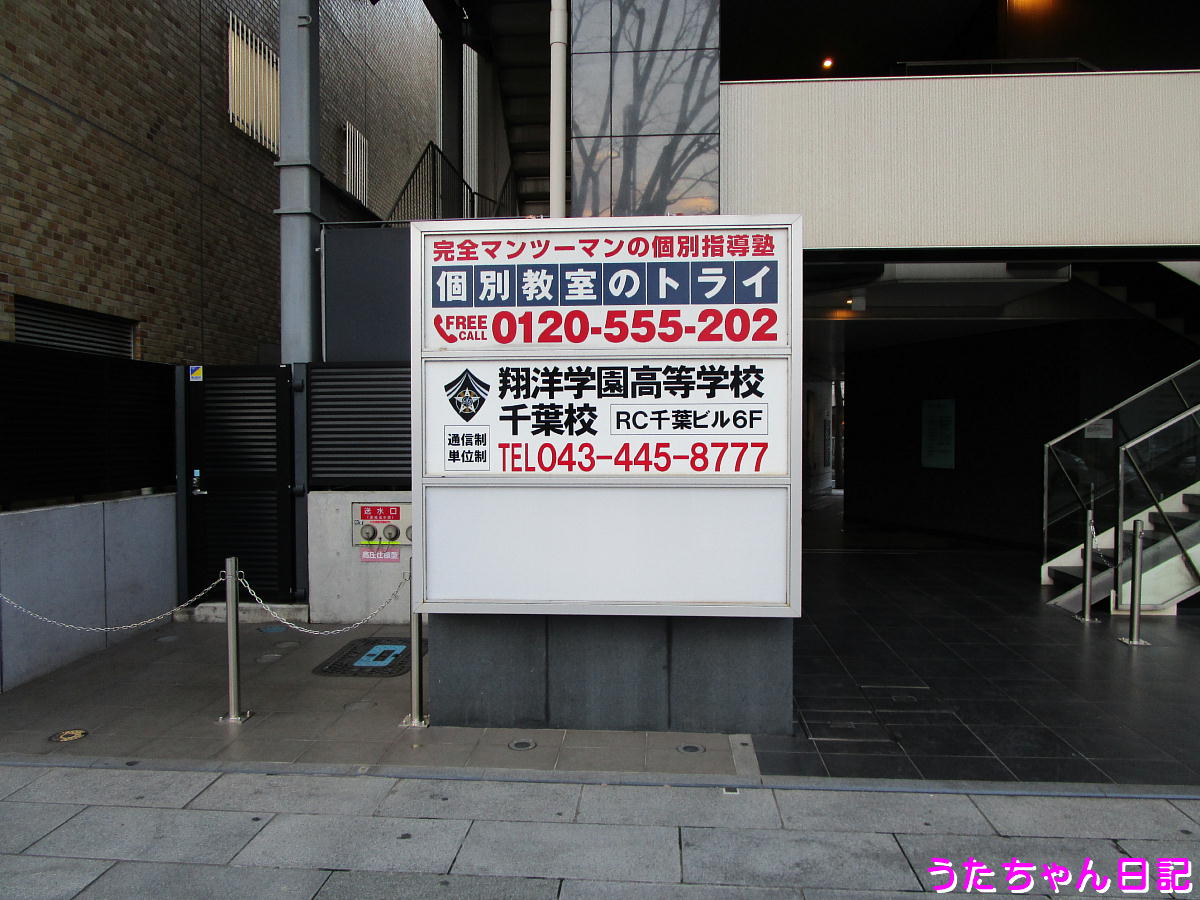 完全マンツーマンの個別指導塾
個別教室のトライ
FREE CALL 0120-555-202
翔洋学園高等学校
千葉校 RC千葉ビル6F
通信制
単位制
TEL043-445-8777
送水口
うたちゃん日記